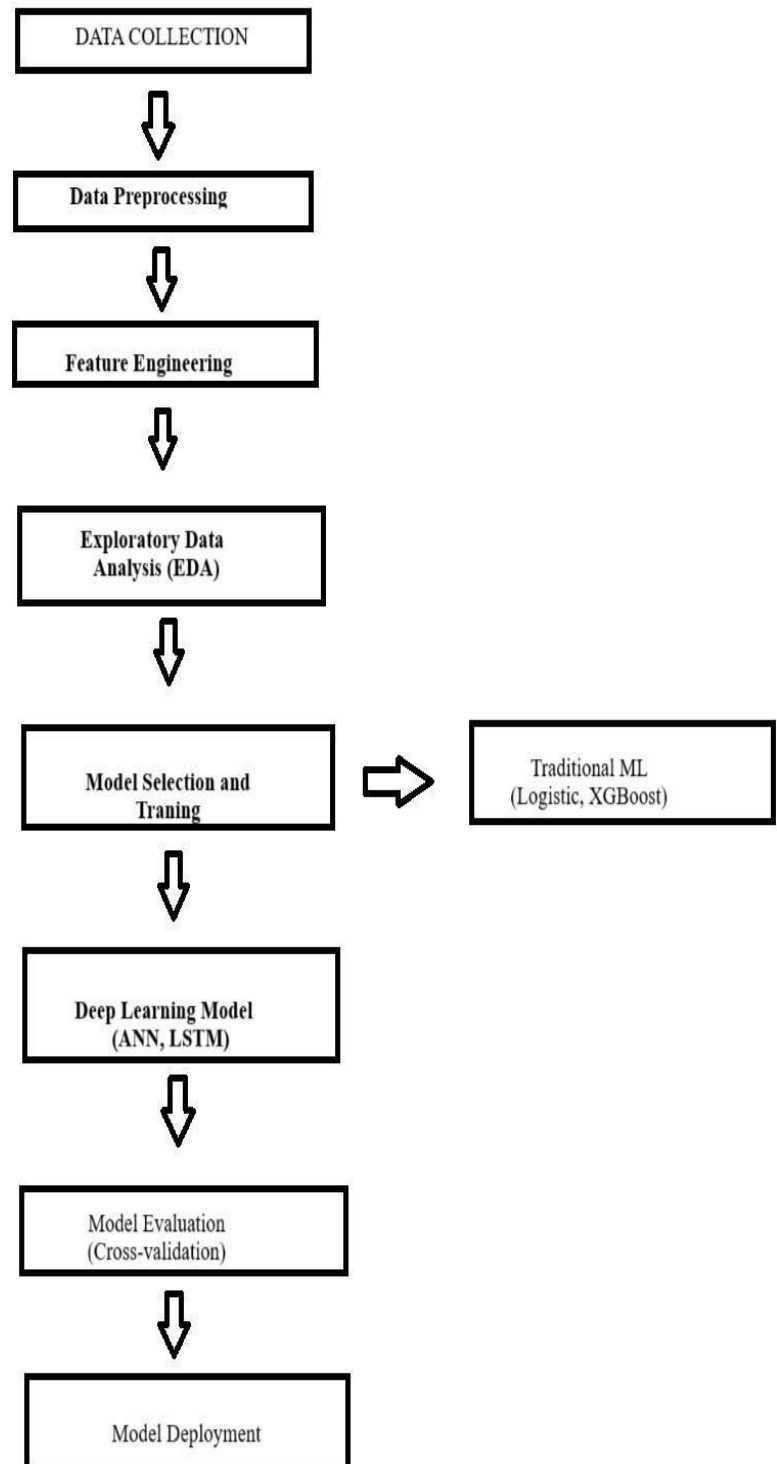 DATA COLLECTION
Data Preprocessing
Feature Engineering
Exploratory Data
Analysis (EDA)
Model Selection and
Traning
Traditional ML
(Logistic, XGBoost)
Deep Learning Model
(ANN, LSTM)
Model Evaluation
(Cross-validation)
Model Deployment